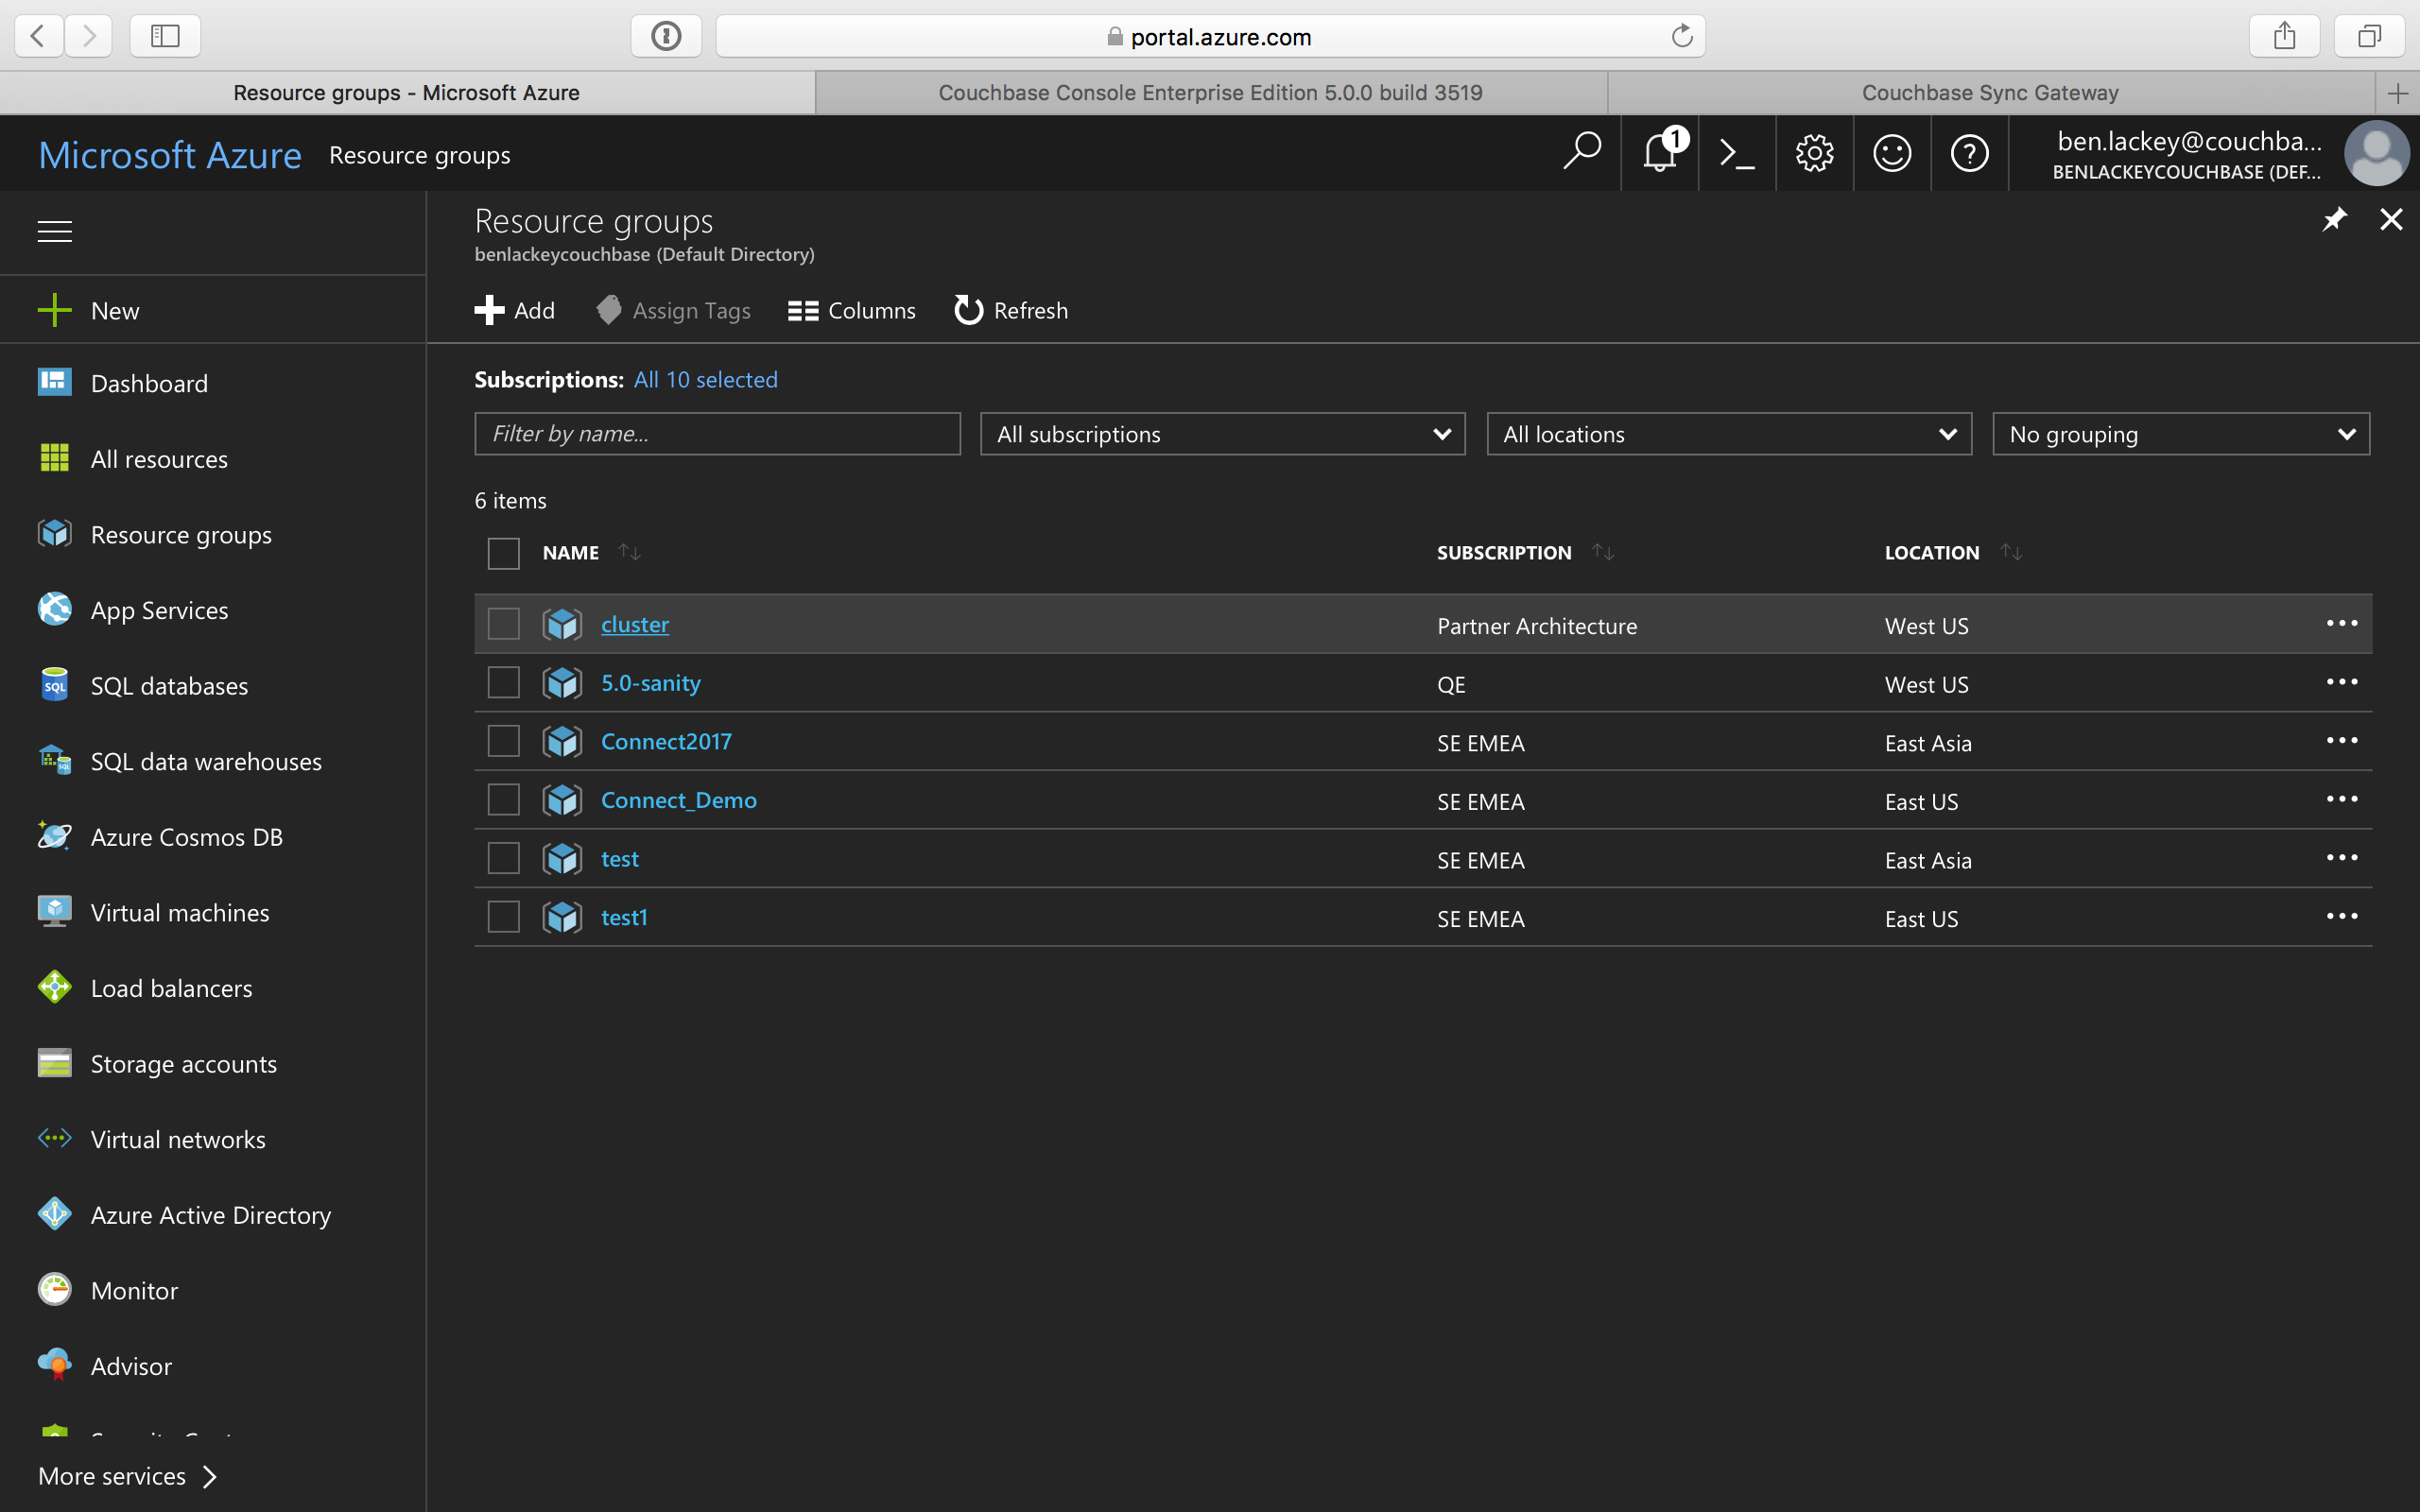 portal.azure.com
Resource groups - Microsoft Azure
Couchbase Console Enterprise Edition 5.0.0 build 3519
Couchbase Sync Gateway
Microsoft Azure
Resource groups
1
ben.lackey@couchba...
BENLACKEYCOUCHBASE (DEF...
New
Dashboard
All resources
Resource groups
App Services
SQL databases
SQL data warehouses
Azure Cosmos DB
Virtual machines
Load balancers
Storage accounts
Virtual networks
Azure Active Directory
Monitor
Advisor
More services
Resource groups
benlackeycouchbase (Default Directory)
Add
Assign Tags
Columns
Refresh
Subscriptions: All 10 selected
Filter by name...
All subscriptions
All locations
No grouping
6 items
NAME SUBSCRIPTION LOCATION
cluster Partner Architecture West US
5.0-sanity QE West US
Connect2017 SE EMEA East Asia
Connect_Demo SE EMEA East US
test SE EMEA East Asia
test1 SE EMEA East US